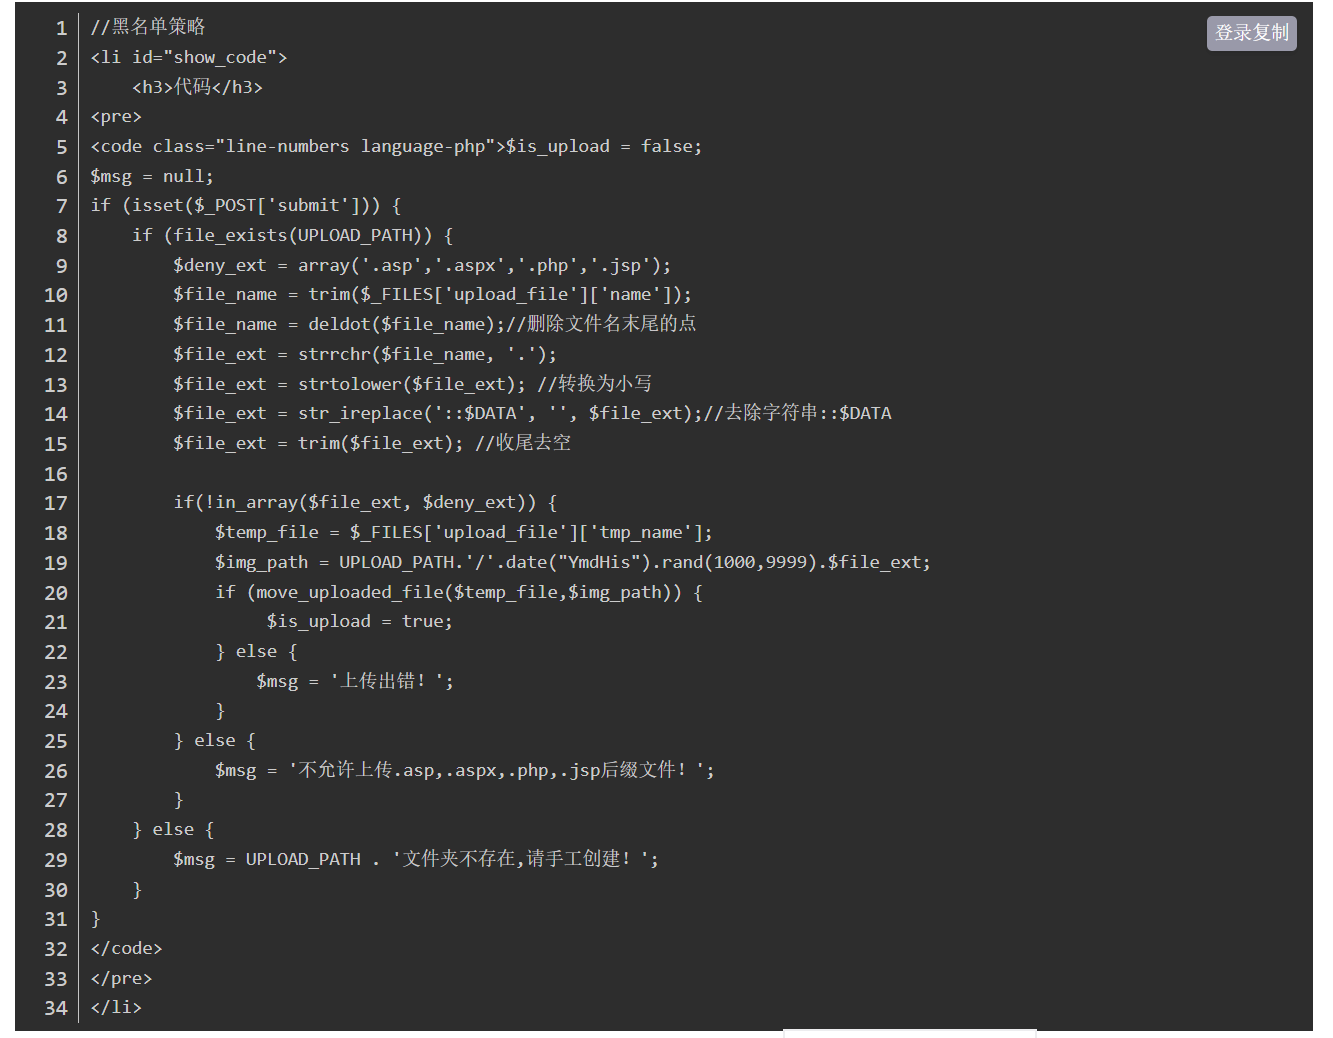 登录复制
1 //黑名单策略
2 <li id="show_code">
3     <h3>代码</h3>
4 <pre>
5 <code class="line-numbers language-php">$is_upload = false;
6 $msg = null;
7 if (isset($_POST['submit'])) {
8     if (file_exists(UPLOAD_PATH)) {
9         $deny_ext = array('.asp','.aspx','.php','.jsp');
10         $file_name = trim($_FILES['upload_file']['name']);
11         $file_name = deldot($file_name);//删除文件名末尾的点
12         $file_ext = strrchr($file_name, '.');
13         $file_ext = strtolower($file_ext); //转换为小写
14         $file_ext = str_ireplace('::$DATA', '', $file_ext);//去除字符串::$DATA
15         $file_ext = trim($file_ext); //收尾去空
16
17         if(!in_array($file_ext, $deny_ext)) {
18             $temp_file = $_FILES['upload_file']['tmp_name'];
19             $img_path = UPLOAD_PATH.'/'.date("YmdHis").rand(1000,9999).$file_ext;
20             if (move_uploaded_file($temp_file,$img_path)) {
21                  $is_upload = true;
22             } else {
23                 $msg = '上传出错！';
24             }
25         } else {
26             $msg = '不允许上传.asp,.aspx,.php,.jsp后缀文件！';
27         }
28     } else {
29         $msg = UPLOAD_PATH . '文件夹不存在,请手工创建！';
30     }
31 }
32 </code>
33 </pre>
34 </li>